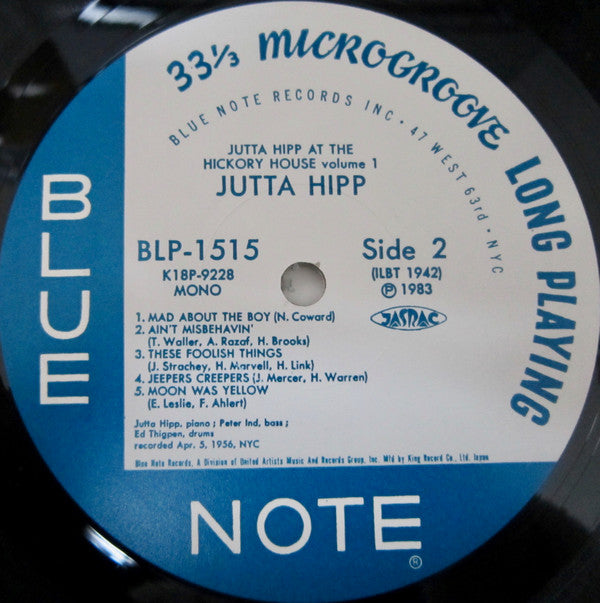 33⅓ MICROGROOVE LONG PLAYING
BLUE NOTE RECORDS INC • 47 WEST 63rd • NYC
JUTTA HIPP AT THE
HICKORY HOUSE volume 1
JUTTA HIPP
BLP-1515
K18P-9228
MONO
Side 2
(ILBT 1942)
Ⓟ 1983
JASRAC
1. MAD ABOUT THE BOY (N. Coward)
2. AIN'T MISBEHAVIN'
(T. Waller, A. Razaf, H. Brooks)
3. THESE FOOLISH THINGS
(J. Strachey, H. Marvell, H. Link)
4. JEEPERS CREEPERS (J. Mercer, H. Warren)
5. MOON WAS YELLOW
(E. Leslie, F. Ahlert)
Jutta Hipp, piano; Peter Ind, bass;
Ed Thigpen, drums
recorded Apr. 5, 1956, NYC
Blue Note Records, A Division of United Artists Music And Records Group, Inc. Mfd by King Record Co., Ltd. Japan
BLUE
NOTE
®